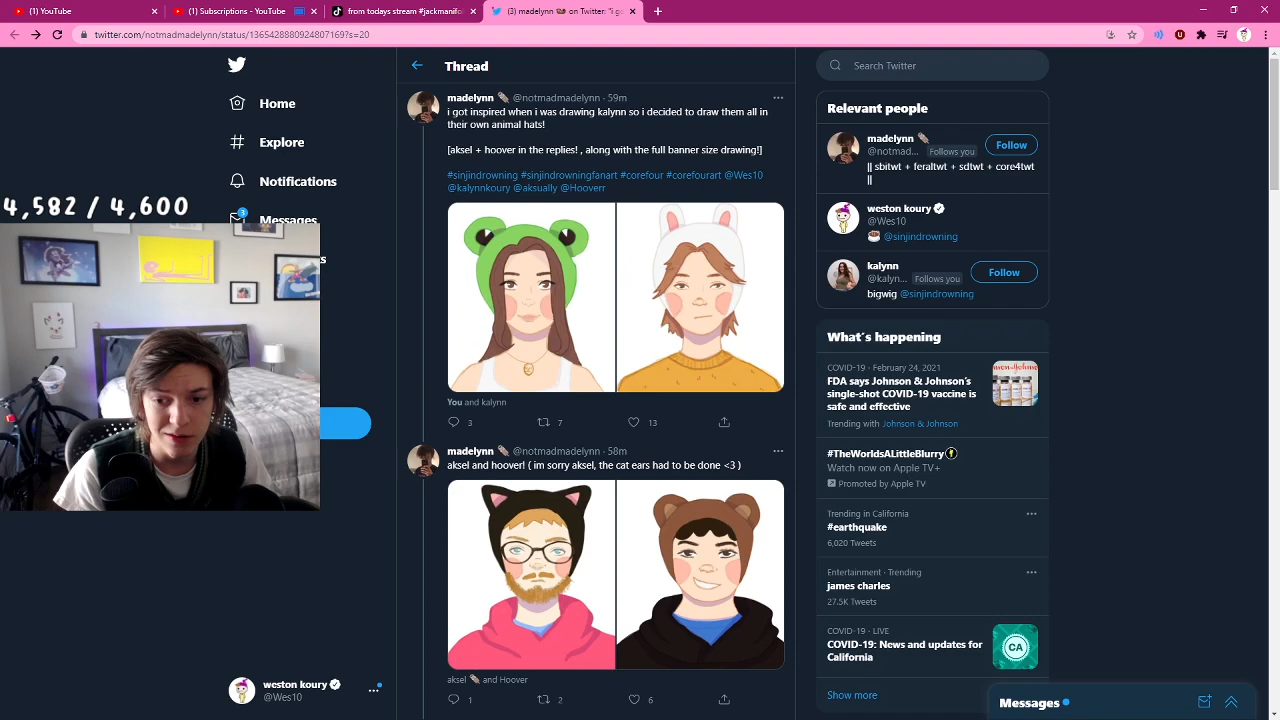 (1) YouTube
(1) Subscriptions - YouTube
from todays stream #jackmanifol
(3) madelynn on Twitter: "i go
twitter.com/notmadmadelynn/status/1365428880924807169?s=20
Home
Explore
Notifications
Messages
4,582 / 4,600
3
weston koury
@Wes10
Thread
madelynn @notmadmadelynn · 59m
i got inspired when i was drawing kalynn so i decided to draw them all in
their own animal hats!
[aksel + hoover in the replies! , along with the full banner size drawing!]
#sinjindrowning #sinjindrowningfanart #corefour #corefourart @Wes10
@kalynnkoury @aksually @Hooverr
You and kalynn
3 7 13
madelynn @notmadmadelynn · 58m
aksel and hoover! ( im sorry aksel, the cat ears had to be done <3 )
aksel and Hoover
1 2 6
Search Twitter
Relevant people
madelynn
@notmad... Follows you
Follow
|| sbitwt + feraltwt + sdtwt + core4twt
||
weston koury
@Wes10
@sinjindrowning
kalynn
@kalyn... Follows you
Follow
bigwig @sinjindrowning
What's happening
COVID-19 · February 24, 2021
FDA says Johnson & Johnson's
single-shot COVID-19 vaccine is
safe and effective
Trending with Johnson & Johnson
#TheWorldsALittleBlurry
Watch now on Apple TV+
Promoted by Apple TV
Trending in California
#earthquake
6,020 Tweets
Entertainment · Trending
james charles
27.5K Tweets
COVID-19 · LIVE
COVID-19: News and updates for
California
CA
Show more
Messages